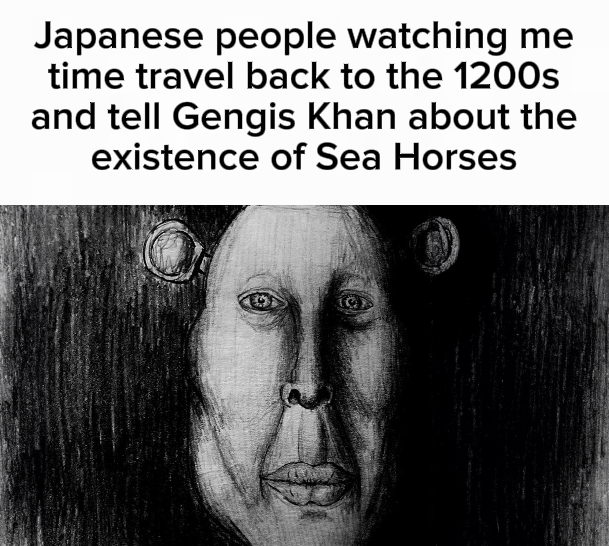 Japanese people watching me
time travel back to the 1200s
and tell Gengis Khan about the
existence of Sea Horses